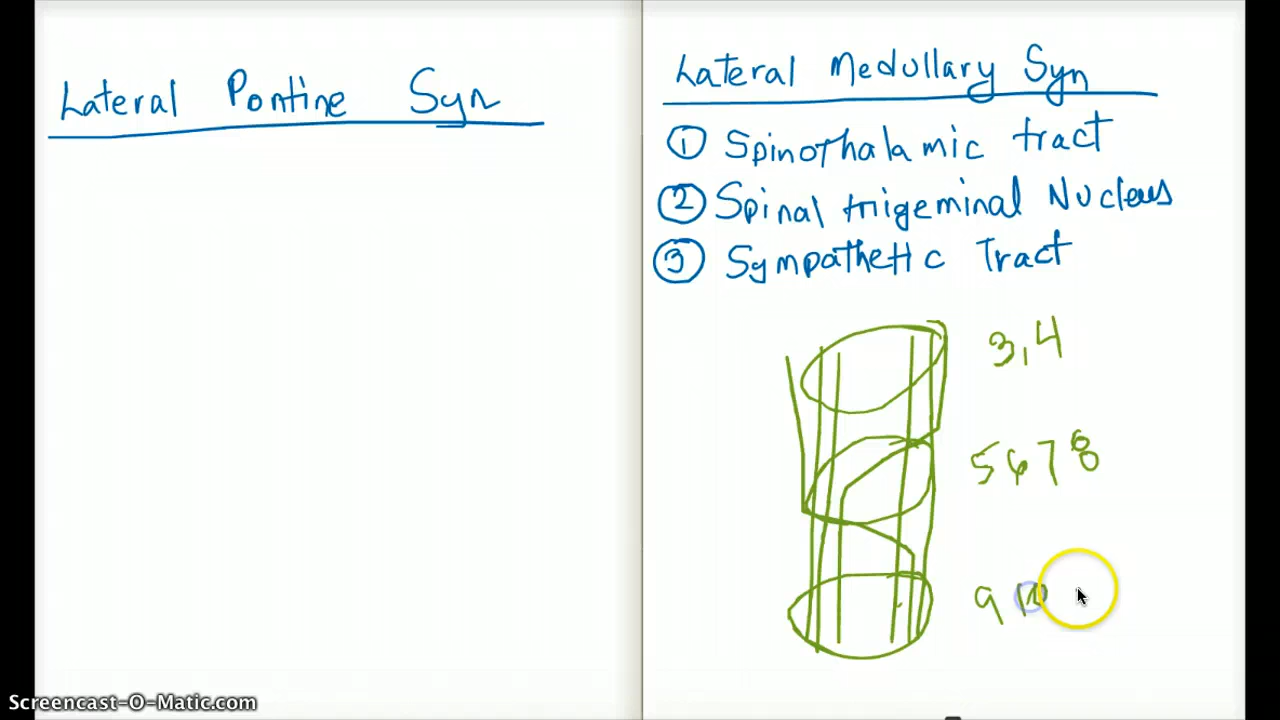 Lateral Pontine Syn
Lateral Medullary Syn
① Spinothalamic tract
② Spinal trigeminal Nucleus
③ Sympathetic Tract
3,4
5 6 7 8
9 10
Screencast-O-Matic.com